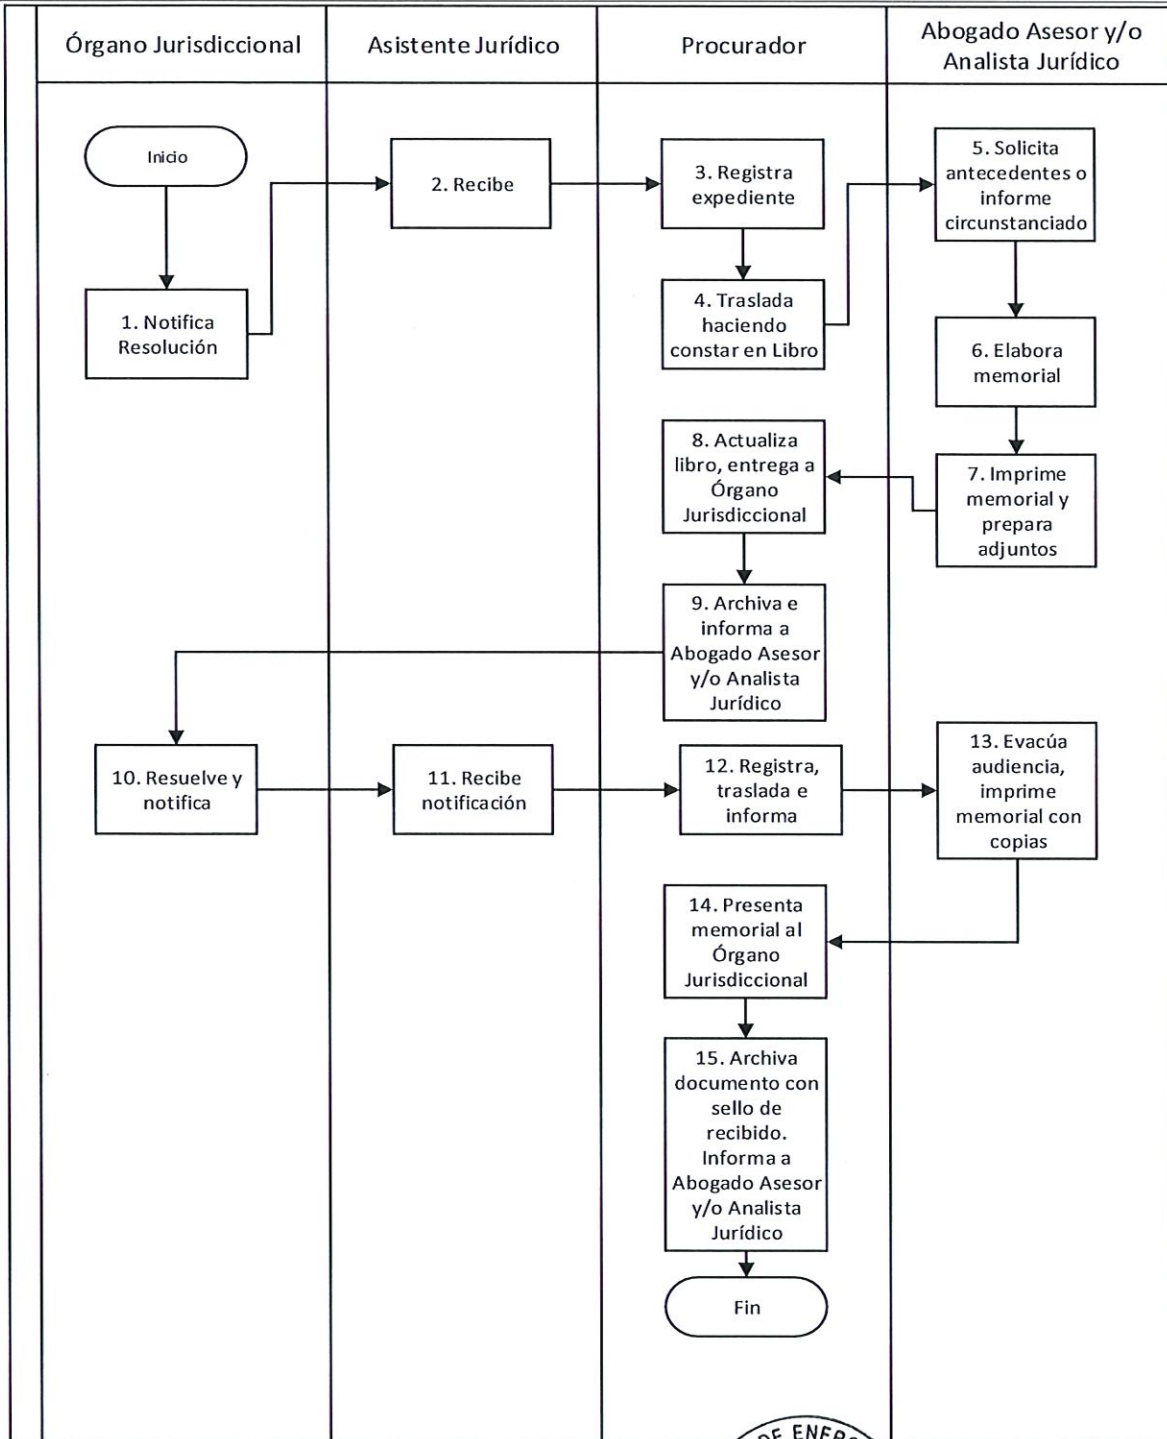 Órgano Jurisdiccional
Asistente Jurídico
Procurador
Abogado Asesor y/o
Analista Jurídico
Inicio
1. Notifica
Resolución
2. Recibe
3. Registra
expediente
4. Traslada
haciendo
constar en Libro
5. Solicita
antecedentes o
informe
circunstanciado
6. Elabora
memorial
7. Imprime
memorial y
prepara
adjuntos
8. Actualiza
libro, entrega a
Órgano
Jurisdiccional
9. Archiva e
informa a
Abogado Asesor
y/o Analista
Jurídico
10. Resuelve y
notifica
11. Recibe
notificación
12. Registra,
traslada e
informa
13. Evacúa
audiencia,
imprime
memorial con
copias
14. Presenta
memorial al
Órgano
Jurisdiccional
15. Archiva
documento con
sello de
recibido.
Informa a
Abogado Asesor
y/o Analista
Jurídico
Fin
DE ENER